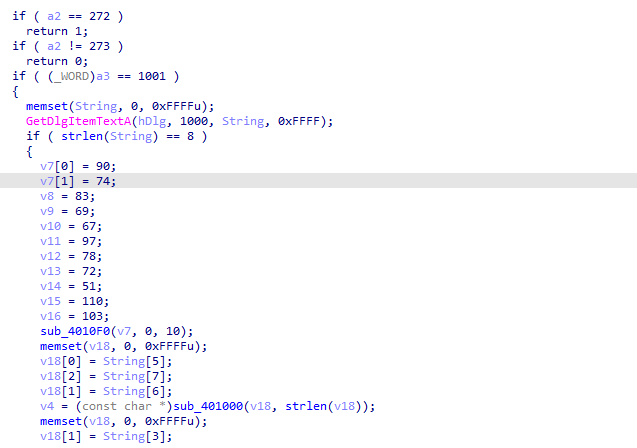 if ( a2 == 272 )
return 1;
if ( a2 != 273 )
return 0;
if ( (_WORD)a3 == 1001 )
{
memset(String, 0, 0xFFFFu);
GetDlgItemTextA(hDlg, 1000, String, 0xFFFF);
if ( strlen(String) == 8 )
{
v7[0] = 90;
v7[1] = 74;
v8 = 83;
v9 = 69;
v10 = 67;
v11 = 97;
v12 = 78;
v13 = 72;
v14 = 51;
v15 = 110;
v16 = 103;
sub_4010F0(v7, 0, 10);
memset(v18, 0, 0xFFFFu);
v18[0] = String[5];
v18[2] = String[7];
v18[1] = String[6];
v4 = (const char *)sub_401000(v18, strlen(v18));
memset(v18, 0, 0xFFFFu);
v18[1] = String[3];